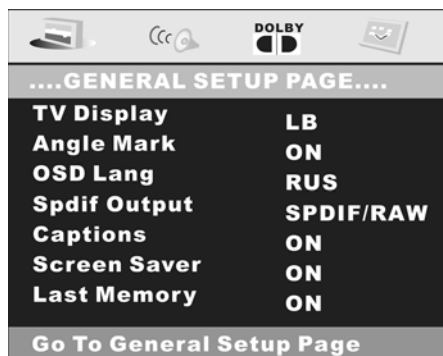 DOLBY
....GENERAL SETUP PAGE....
TV Display LB
Angle Mark ON
OSD Lang RUS
Spdif Output SPDIF/RAW
Captions ON
Screen Saver ON
Last Memory ON
Go To General Setup Page